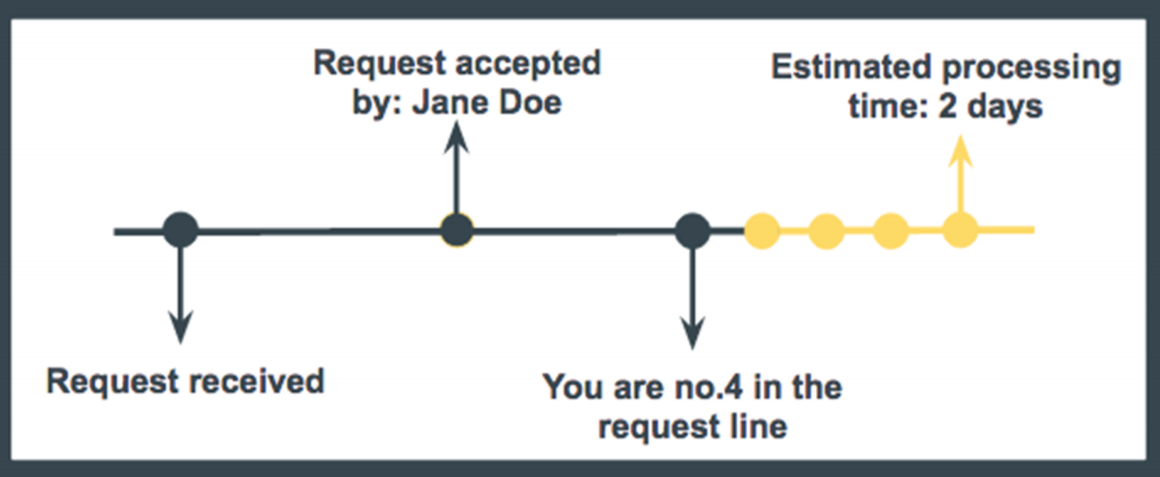 Request accepted
by: Jane Doe
Estimated processing
time: 2 days
Request received
You are no.4 in the
request line